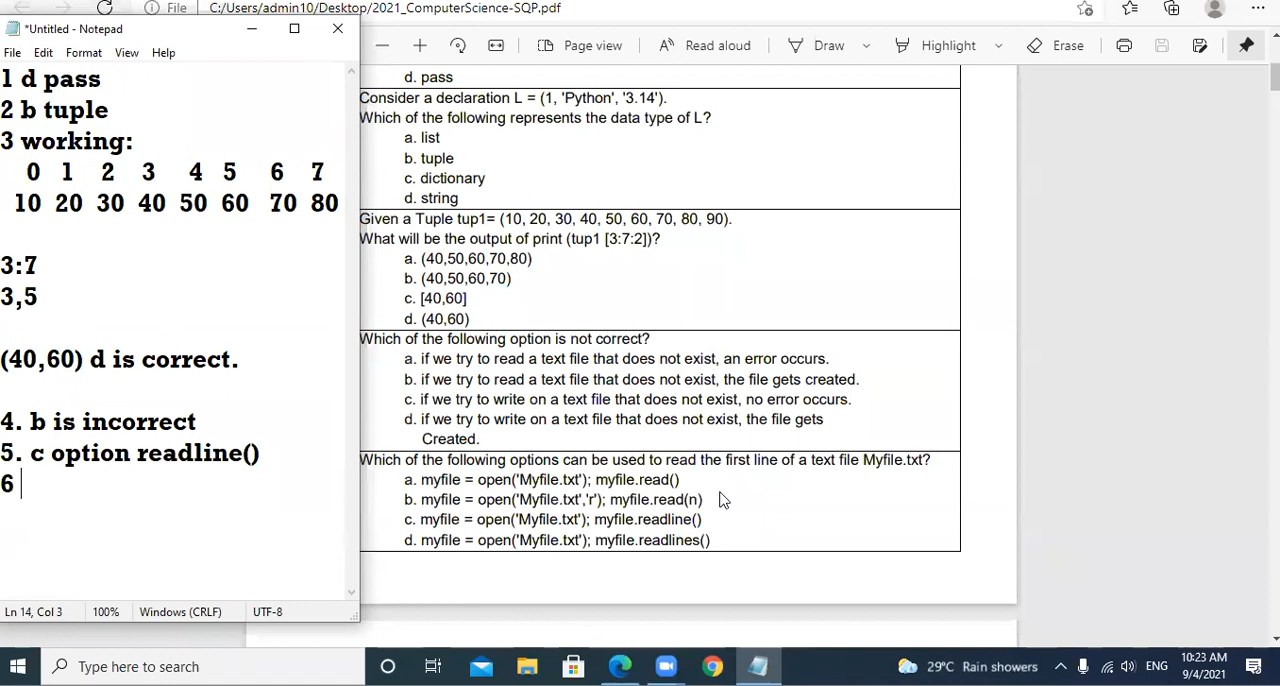 File C:/Users/admin10/Desktop/2021_ComputerScience-SQP.pdf
*Untitled - Notepad
File Edit Format View Help
1 d pass
2 b tuple
3 working:
0 1 2 3 4 5 6 7
10 20 30 40 50 60 70 80
3:7
3,5
(40,60) d is correct.
4. b is incorrect
5. c option readline()
6
Ln 14, Col 3 100% Windows (CRLF) UTF-8
Page view Read aloud Draw Highlight Erase
d. pass
Consider a declaration L = (1, 'Python', '3.14').
Which of the following represents the data type of L?
a. list
b. tuple
c. dictionary
d. string
Given a Tuple tup1= (10, 20, 30, 40, 50, 60, 70, 80, 90).
What will be the output of print (tup1 [3:7:2])?
a. (40,50,60,70,80)
b. (40,50,60,70)
c. [40,60]
d. (40,60)
Which of the following option is not correct?
a. if we try to read a text file that does not exist, an error occurs.
b. if we try to read a text file that does not exist, the file gets created.
c. if we try to write on a text file that does not exist, no error occurs.
d. if we try to write on a text file that does not exist, the file gets
Created.
Which of the following options can be used to read the first line of a text file Myfile.txt?
a. myfile = open('Myfile.txt'); myfile.read()
b. myfile = open('Myfile.txt','r'); myfile.read(n)
c. myfile = open('Myfile.txt'); myfile.readline()
d. myfile = open('Myfile.txt'); myfile.readlines()
Type here to search
29°C Rain showers ENG
10:23 AM
9/4/2021